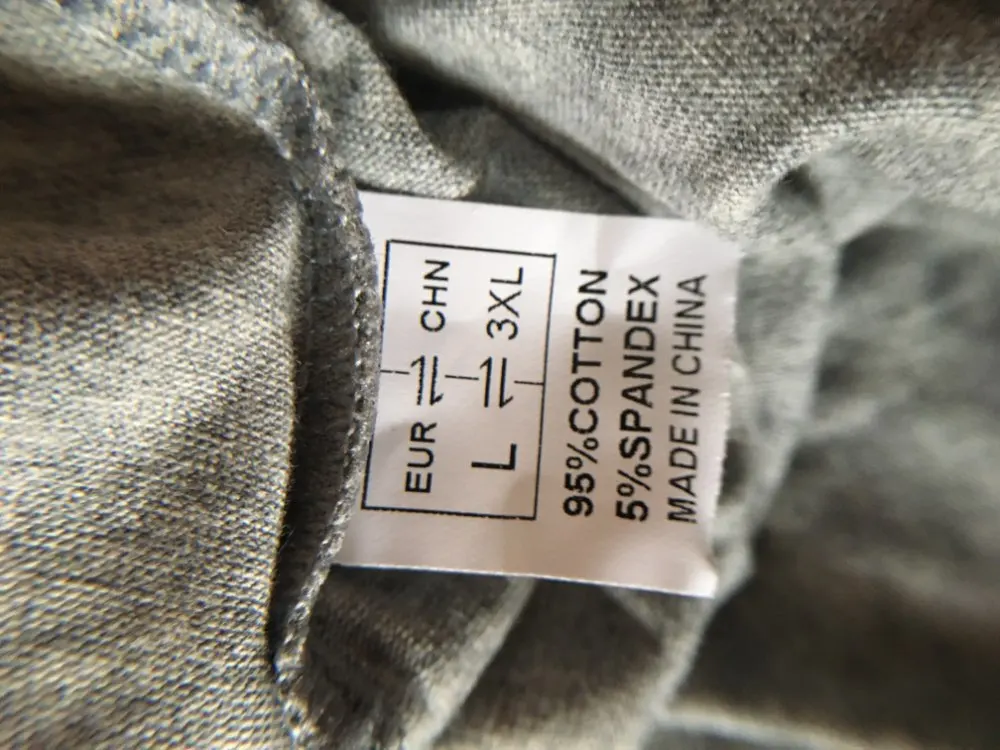 EUR ⇌ CHN
L ⇌ 3XL
95%COTTON
5%SPANDEX
MADE IN CHINA